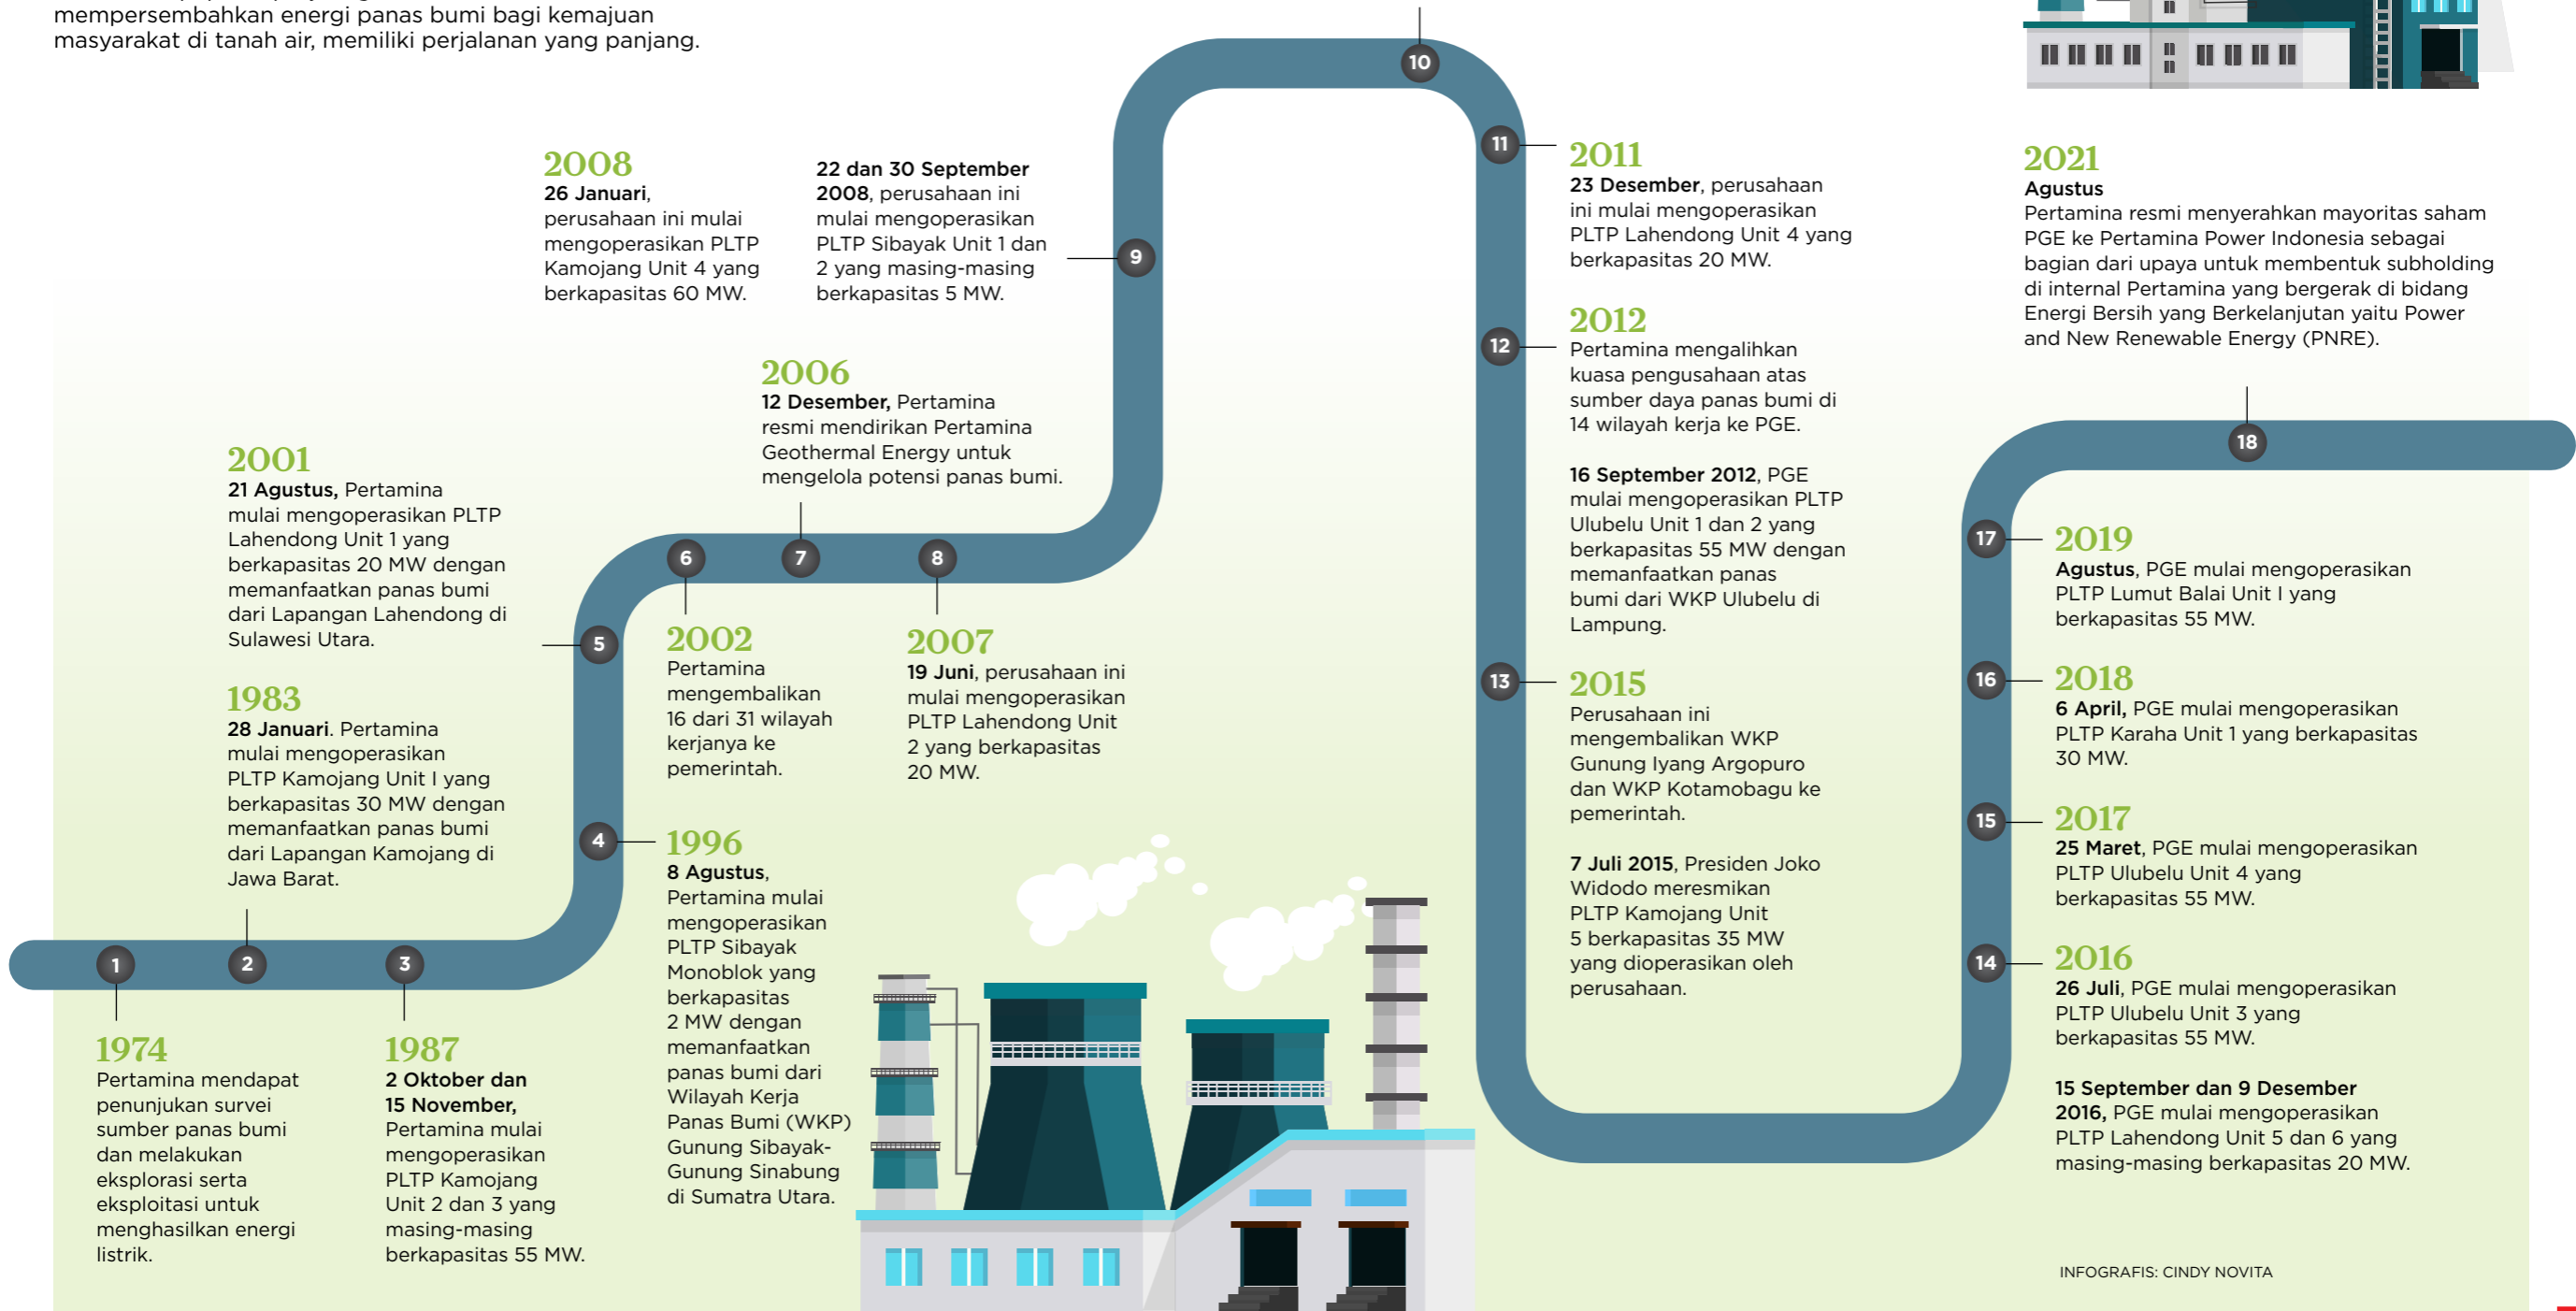 mempersembahkan energi panas bumi bagi kemajuan
masyarakat di tanah air, memiliki perjalanan yang panjang.
1
1974
Pertamina mendapat
penunjukan survei
sumber panas bumi
dan melakukan
eksplorasi serta
eksploitasi untuk
menghasilkan energi
listrik.
2
1983
28 Januari. Pertamina
mulai mengoperasikan
PLTP Kamojang Unit I yang
berkapasitas 30 MW dengan
memanfaatkan panas bumi
dari Lapangan Kamojang di
Jawa Barat.
3
1987
2 Oktober dan
15 November,
Pertamina mulai
mengoperasikan
PLTP Kamojang
Unit 2 dan 3 yang
masing-masing
berkapasitas 55 MW.
4
1996
8 Agustus,
Pertamina mulai
mengoperasikan
PLTP Sibayak
Monoblok yang
berkapasitas
2 MW dengan
memanfaatkan
panas bumi dari
Wilayah Kerja
Panas Bumi (WKP)
Gunung Sibayak-
Gunung Sinabung
di Sumatra Utara.
5
2001
21 Agustus, Pertamina
mulai mengoperasikan PLTP
Lahendong Unit 1 yang
berkapasitas 20 MW dengan
memanfaatkan panas bumi
dari Lapangan Lahendong di
Sulawesi Utara.
6
2002
Pertamina
mengembalikan
16 dari 31 wilayah
kerjanya ke
pemerintah.
7
2006
12 Desember, Pertamina
resmi mendirikan Pertamina
Geothermal Energy untuk
mengelola potensi panas bumi.
8
2007
19 Juni, perusahaan ini
mulai mengoperasikan
PLTP Lahendong Unit
2 yang berkapasitas
20 MW.
9
2008
26 Januari,
perusahaan ini mulai
mengoperasikan PLTP
Kamojang Unit 4 yang
berkapasitas 60 MW.
22 dan 30 September
2008, perusahaan ini
mulai mengoperasikan
PLTP Sibayak Unit 1 dan
2 yang masing-masing
berkapasitas 5 MW.
10
11
2011
23 Desember, perusahaan
ini mulai mengoperasikan
PLTP Lahendong Unit 4 yang
berkapasitas 20 MW.
12
2012
Pertamina mengalihkan
kuasa pengusahaan atas
sumber daya panas bumi di
14 wilayah kerja ke PGE.
16 September 2012, PGE
mulai mengoperasikan PLTP
Ulubelu Unit 1 dan 2 yang
berkapasitas 55 MW dengan
memanfaatkan panas
bumi dari WKP Ulubelu di
Lampung.
13
2015
Perusahaan ini
mengembalikan WKP
Gunung Iyang Argopuro
dan WKP Kotamobagu ke
pemerintah.
7 Juli 2015, Presiden Joko
Widodo meresmikan
PLTP Kamojang Unit
5 berkapasitas 35 MW
yang dioperasikan oleh
perusahaan.
14
2016
26 Juli, PGE mulai mengoperasikan
PLTP Ulubelu Unit 3 yang
berkapasitas 55 MW.
15 September dan 9 Desember
2016, PGE mulai mengoperasikan
PLTP Lahendong Unit 5 dan 6 yang
masing-masing berkapasitas 20 MW.
15
2017
25 Maret, PGE mulai mengoperasikan
PLTP Ulubelu Unit 4 yang
berkapasitas 55 MW.
16
2018
6 April, PGE mulai mengoperasikan
PLTP Karaha Unit 1 yang berkapasitas
30 MW.
17
2019
Agustus, PGE mulai mengoperasikan
PLTP Lumut Balai Unit I yang
berkapasitas 55 MW.
18
2021
Agustus
Pertamina resmi menyerahkan mayoritas saham
PGE ke Pertamina Power Indonesia sebagai
bagian dari upaya untuk membentuk subholding
di internal Pertamina yang bergerak di bidang
Energi Bersih yang Berkelanjutan yaitu Power
and New Renewable Energy (PNRE).
INFOGRAFIS: CINDY NOVITA